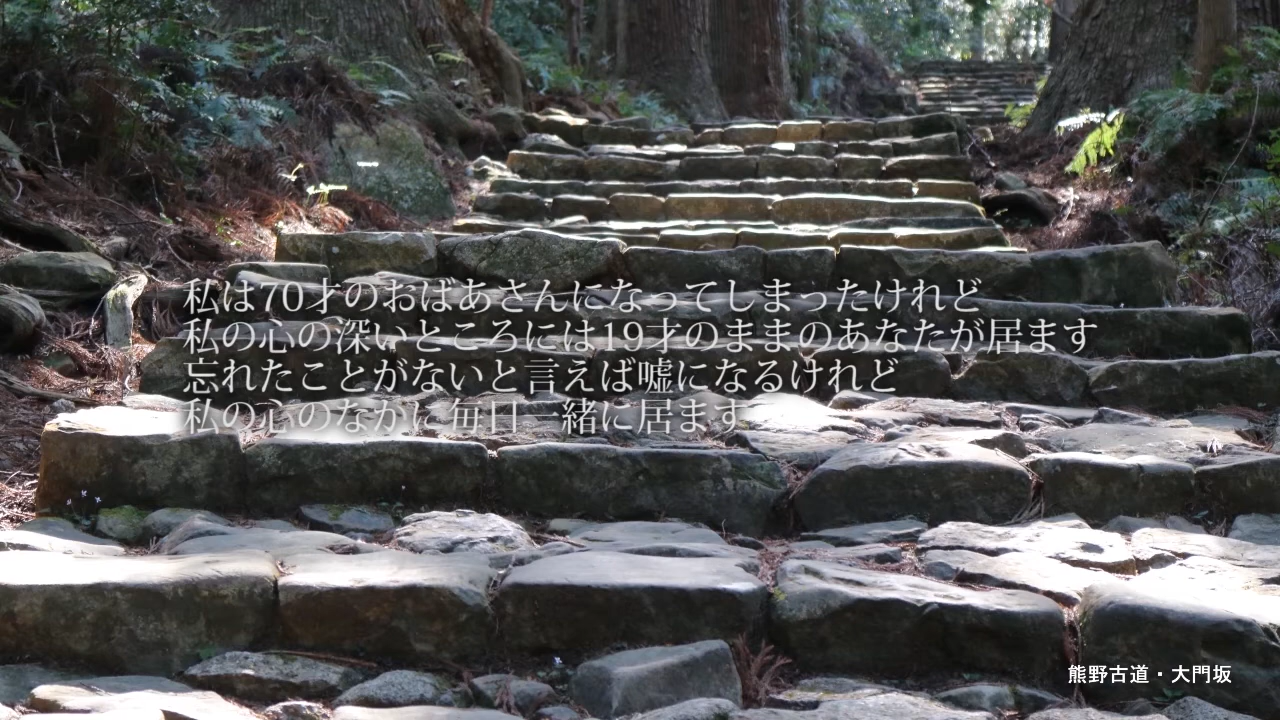 私は70才のおばあさんになってしまったけれど
私の心の深いところには19才のままのあなたが居ます
忘れたことがないと言えば嘘になるけれど
私の心のなかに毎日一緒に居ます
熊野古道・大門坂